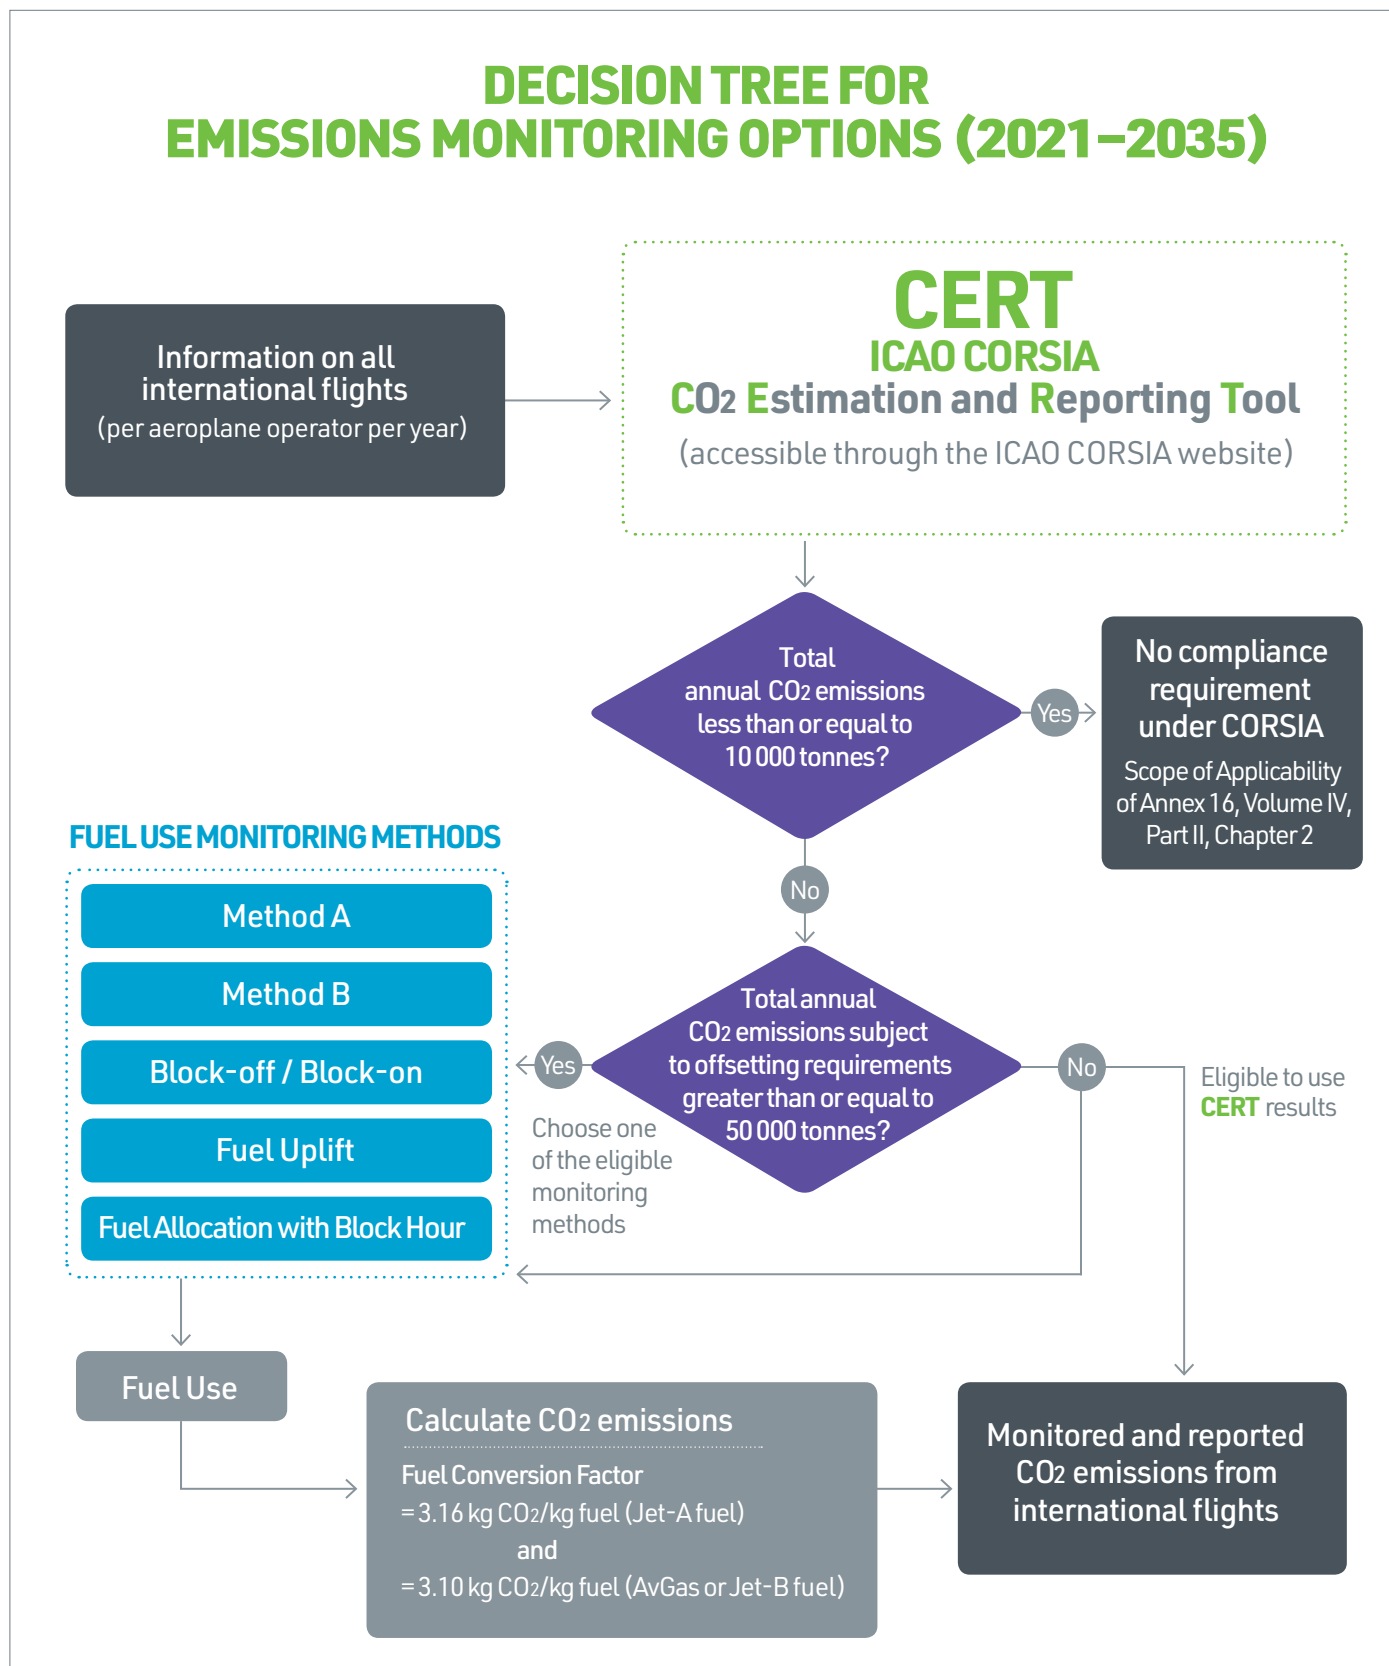 DECISION TREE FOR
EMISSIONS MONITORING OPTIONS (2021–2035)
Information on all
international flights
(per aeroplane operator per year)
CERT
ICAO CORSIA
CO2 Estimation and Reporting Tool
(accessible through the ICAO CORSIA website)
Total
annual CO2 emissions
less than or equal to
10 000 tonnes?
Yes
No compliance
requirement
under CORSIA
Scope of Applicability
of Annex 16, Volume IV,
Part II, Chapter 2
No
FUEL USE MONITORING METHODS
Method A
Method B
Block-off / Block-on
Fuel Uplift
Fuel Allocation with Block Hour
Total annual
CO2 emissions subject
to offsetting requirements
greater than or equal to
50 000 tonnes?
Yes
Choose one
of the eligible
monitoring
methods
No
Eligible to use
CERT results
Fuel Use
Calculate CO2 emissions
Fuel Conversion Factor
= 3.16 kg CO2/kg fuel (Jet-A fuel)
and
= 3.10 kg CO2/kg fuel (AvGas or Jet-B fuel)
Monitored and reported
CO2 emissions from
international flights